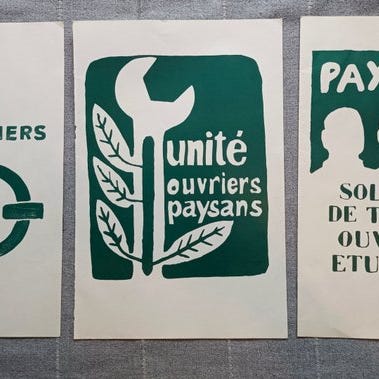 IERS
unité
ouvriers
paysans
PAY
SOL
DE T
OUV
ETU